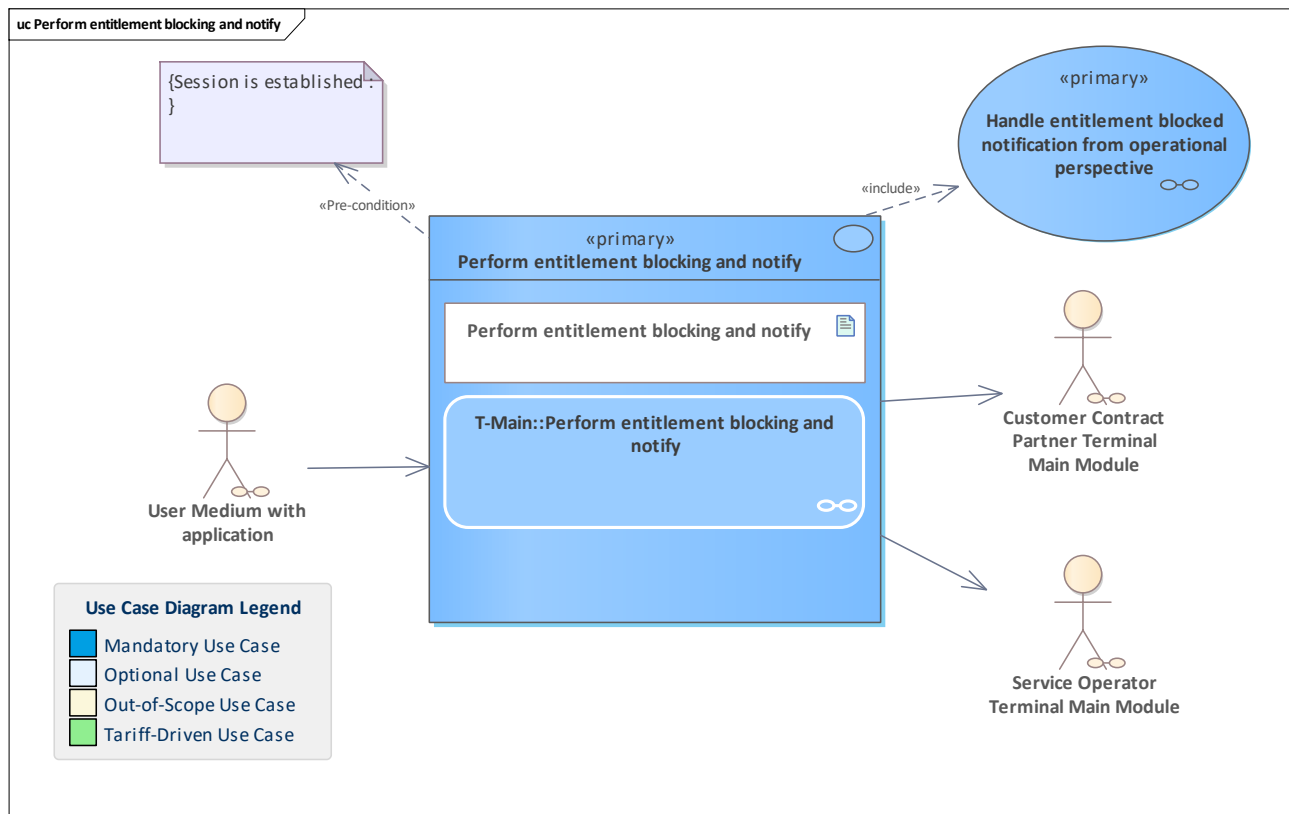 uc Perform entitlement blocking and notify
{Session is established :
}
«primary»
Handle entitlement blocked
notification from operational
perspective
«include»
«Pre-condition»
«primary»
Perform entitlement blocking and notify
Perform entitlement blocking and notify
T-Main::Perform entitlement blocking and
notify
User Medium with
application
Customer Contract
Partner Terminal
Main Module
Service Operator
Terminal Main Module
Use Case Diagram Legend
Mandatory Use Case
Optional Use Case
Out-of-Scope Use Case
Tariff-Driven Use Case